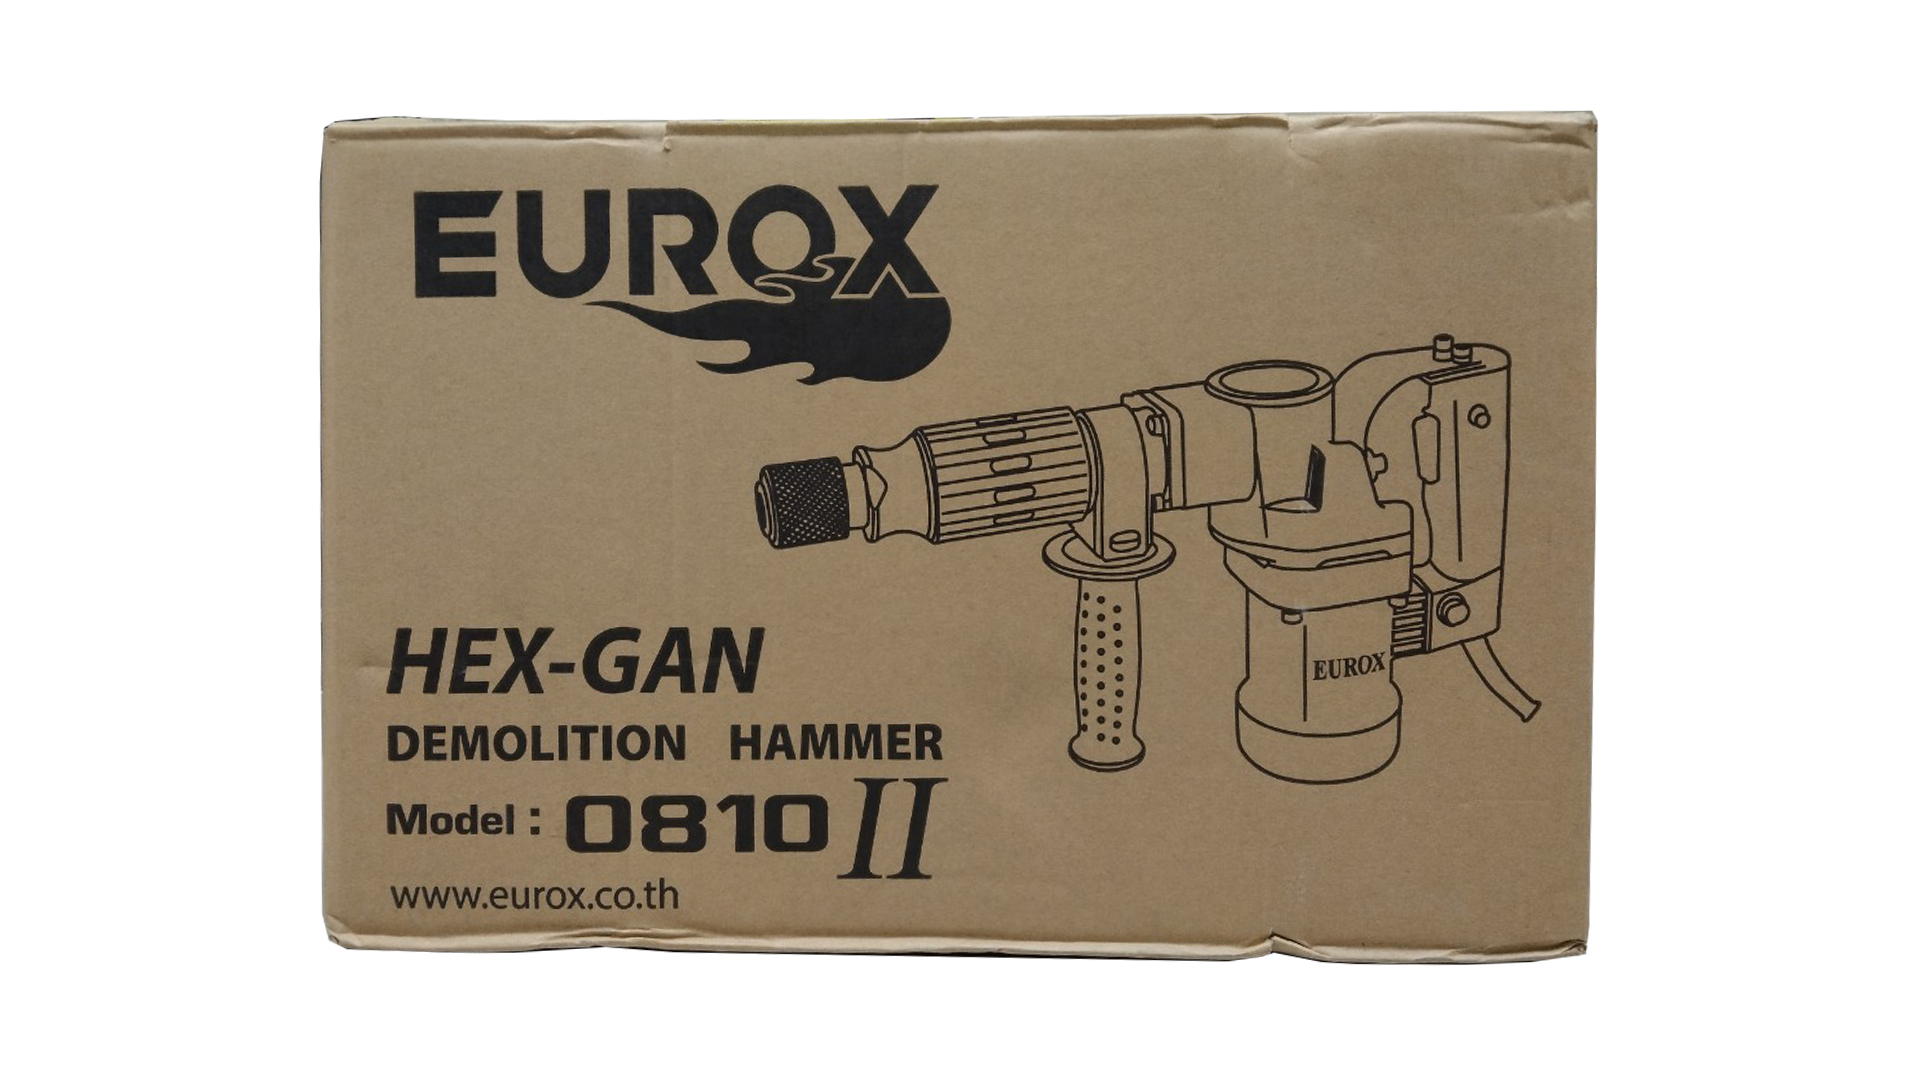 EUROX
EUROX
HEX-GAN
DEMOLITION HAMMER
Model : 0810 II
www.eurox.co.th